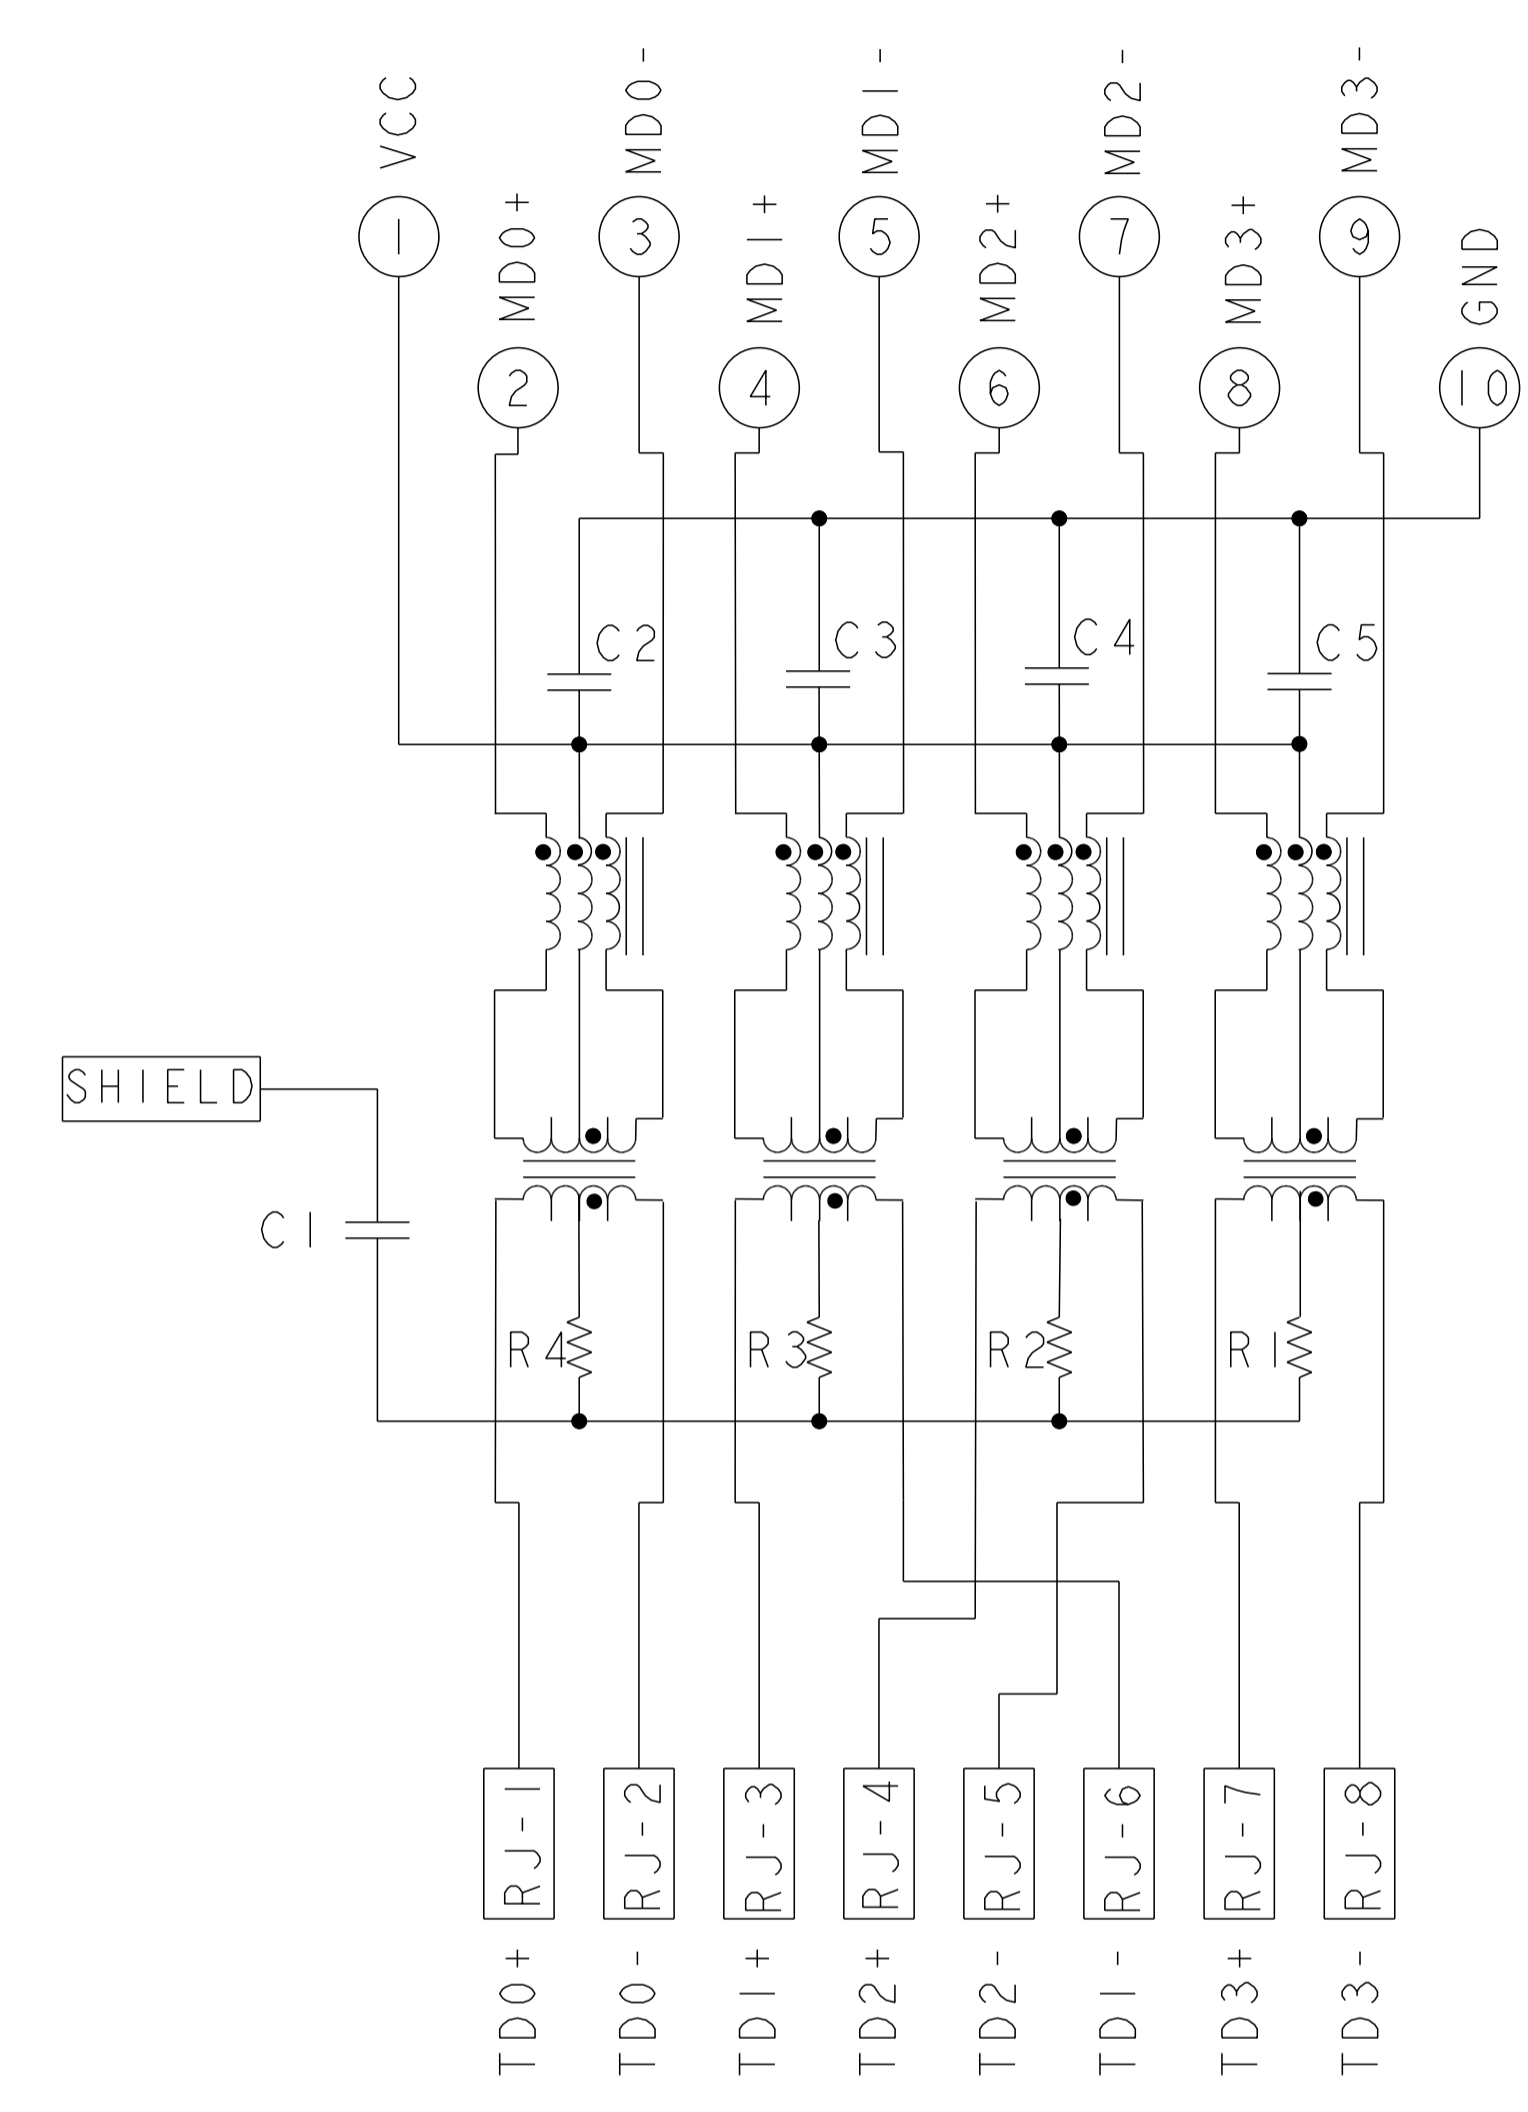 VCC
MD0+
MD0-
MD1+
MD1-
MD2+
MD2-
MD3+
MD3-
GND
1
2
3
4
5
6
7
8
9
10
C2
C3
C4
C5
SHIELD
C1
R4
R3
R2
R1
RJ-1
RJ-2
RJ-3
RJ-4
RJ-5
RJ-6
RJ-7
RJ-8
TD0+
TD0-
TD1+
TD2+
TD2-
TD1-
TD3+
TD3-